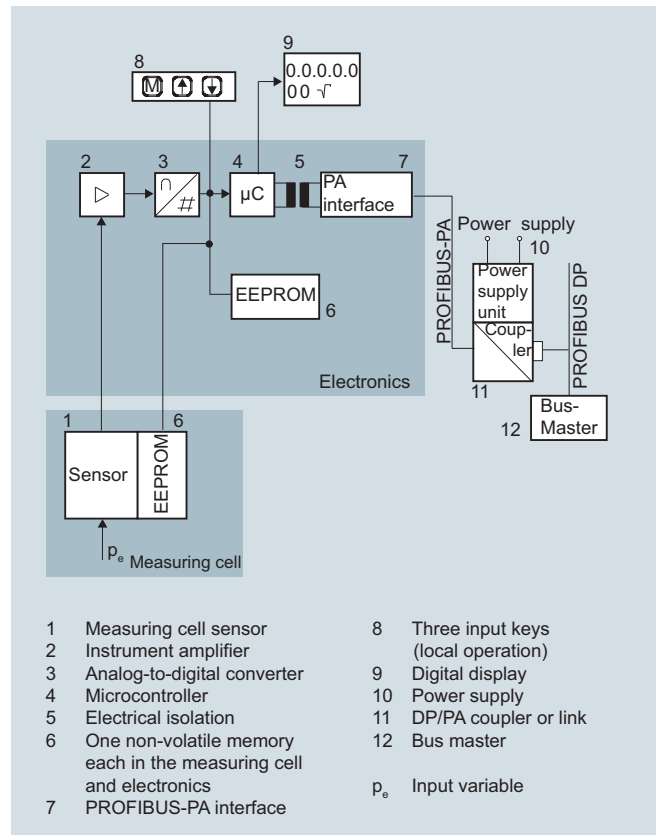 9
8
0.0.0.0.0
00 √
M
2
3
4
5
7
∩
#
µC
PA
interface
PROFIBUS-PA
Power supply
10
Power
supply
unit
PROFIBUS DP
EEPROM
6
Coup-
ler
Electronics
11
Bus-
Master
12
1
6
Sensor
EEPROM
pe Measuring cell
1 Measuring cell sensor
2 Instrument amplifier
3 Analog-to-digital converter
4 Microcontroller
5 Electrical isolation
6 One non-volatile memory
each in the measuring cell
and electronics
7 PROFIBUS-PA interface
8 Three input keys
(local operation)
9 Digital display
10 Power supply
11 DP/PA coupler or link
12 Bus master
pe Input variable